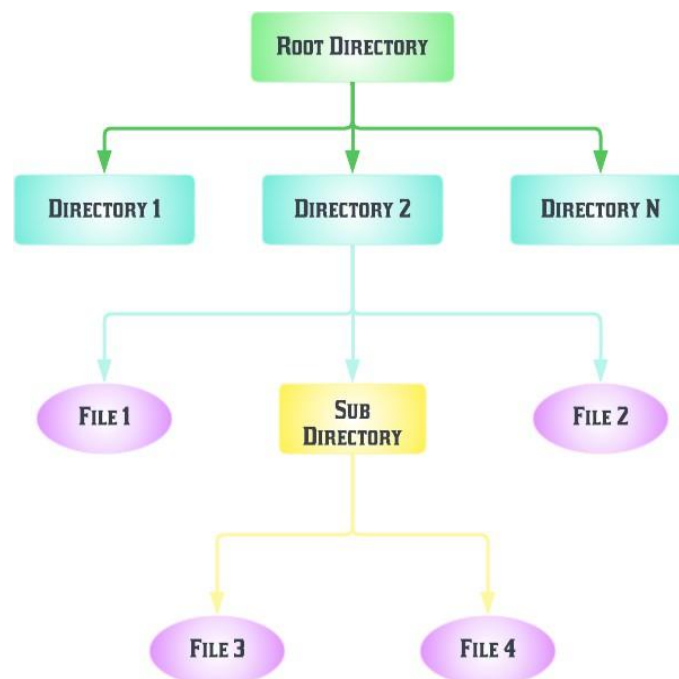 Root Directory
Directory 1
Directory 2
Directory N
File 1
Sub
Directory
File 2
File 3
File 4